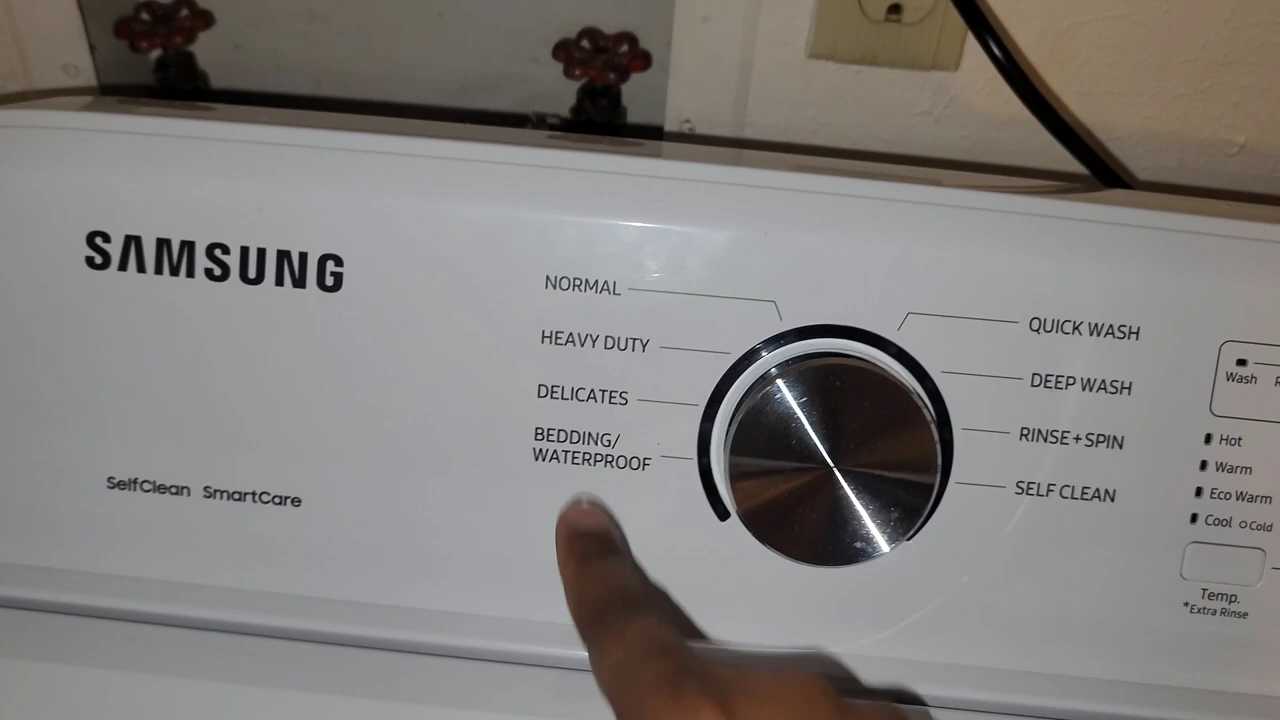 SAMSUNG
SelfClean SmartCare
NORMAL
HEAVY DUTY
DELICATES
BEDDING/
WATERPROOF
QUICK WASH
DEEP WASH
RINSE+SPIN
SELF CLEAN
Wash
Hot
Warm
Eco Warm
Cool Cold
Temp.
*Extra Rinse